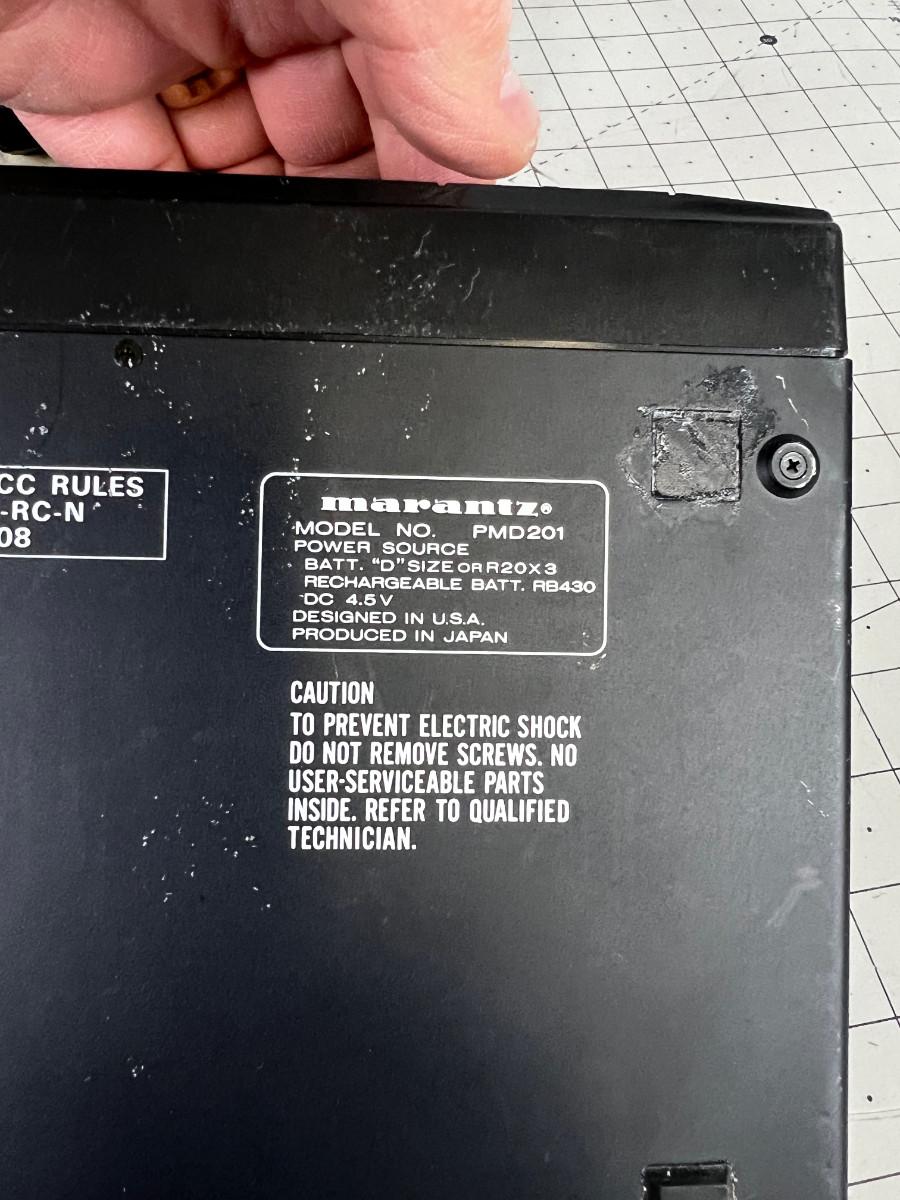 CC RULES
-RC-N
08
marantz®
MODEL NO. PMD201
POWER SOURCE
BATT. “D” SIZE OR R20X3
RECHARGEABLE BATT. RB430
DC 4.5V
DESIGNED IN U.S.A.
PRODUCED IN JAPAN
CAUTION
TO PREVENT ELECTRIC SHOCK
DO NOT REMOVE SCREWS. NO
USER-SERVICEABLE PARTS
INSIDE. REFER TO QUALIFIED
TECHNICIAN.